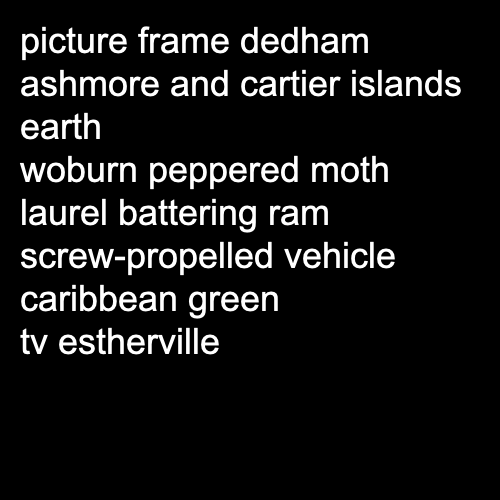 picture frame dedham
ashmore and cartier islands
earth
woburn peppered moth
laurel battering ram
screw-propelled vehicle
caribbean green
tv estherville